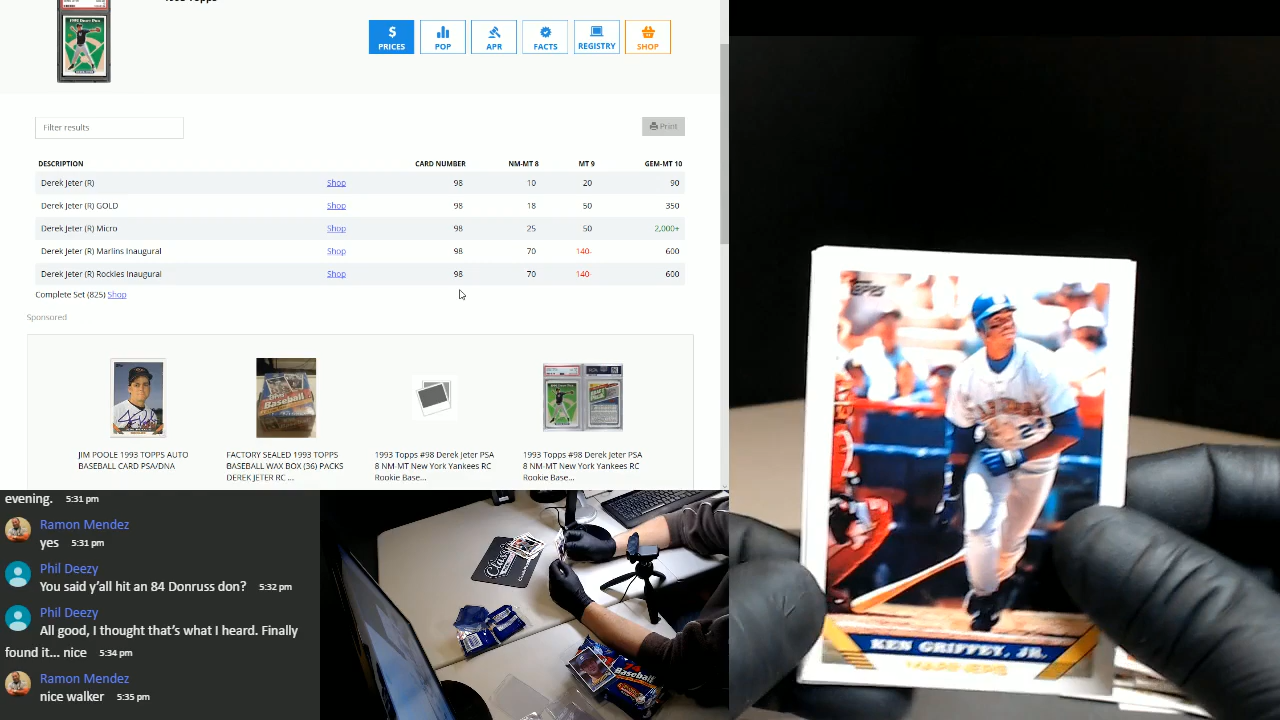 PRICES
POP
APR
FACTS
REGISTRY
SHOP
Filter results
Print
DESCRIPTION CARD NUMBER NM-MT 8 MT 9 GEM-MT 10
Derek Jeter (R) Shop 98 10 20 90
Derek Jeter (R) GOLD Shop 98 18 50 350
Derek Jeter (R) Micro Shop 98 25 50 2,000+
Derek Jeter (R) Marlins Inaugural Shop 98 70 140- 600
Derek Jeter (R) Rockies Inaugural Shop 98 70 140- 600
Complete Set (825) Shop
Sponsored
JIM POOLE 1993 TOPPS AUTO
BASEBALL CARD PSA/DNA
FACTORY SEALED 1993 TOPPS
BASEBALL WAX BOX (36) PACKS
DEREK JETER RC ...
1993 Topps #98 Derek Jeter PSA
8 NM-MT New York Yankees RC
Rookie Base...
1993 Topps #98 Derek Jeter PSA
8 NM-MT New York Yankees RC
Rookie Base...
evening. 5:31 pm
Ramon Mendez
yes 5:31 pm
Phil Deezy
You said y'all hit an 84 Donruss don? 5:32 pm
Phil Deezy
All good, I thought that's what I heard. Finally
found it... nice 5:34 pm
Ramon Mendez
nice walker 5:35 pm
Baseball
TOPPS
KEN GRIFFEY, JR.
MARINERS